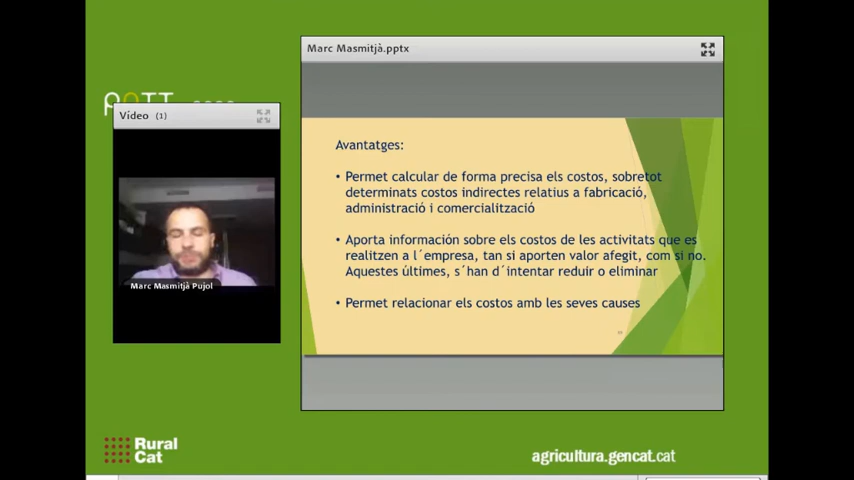 Marc Masmitjà.pptx
Vídeo (1)
Marc Masmitjà Pujol
Avantatges:
• Permet calcular de forma precisa els costos, sobretot
determinats costos indirectes relatius a fabricació,
administració i comercialització
• Aporta información sobre els costos de les activitats que es
realitzen a l´empresa, tan si aporten valor afegit, com si no.
Aquestes últimes, s´han d´intentar reduir o eliminar
• Permet relacionar els costos amb les seves causes
Rural
Cat
agricultura.gencat.cat